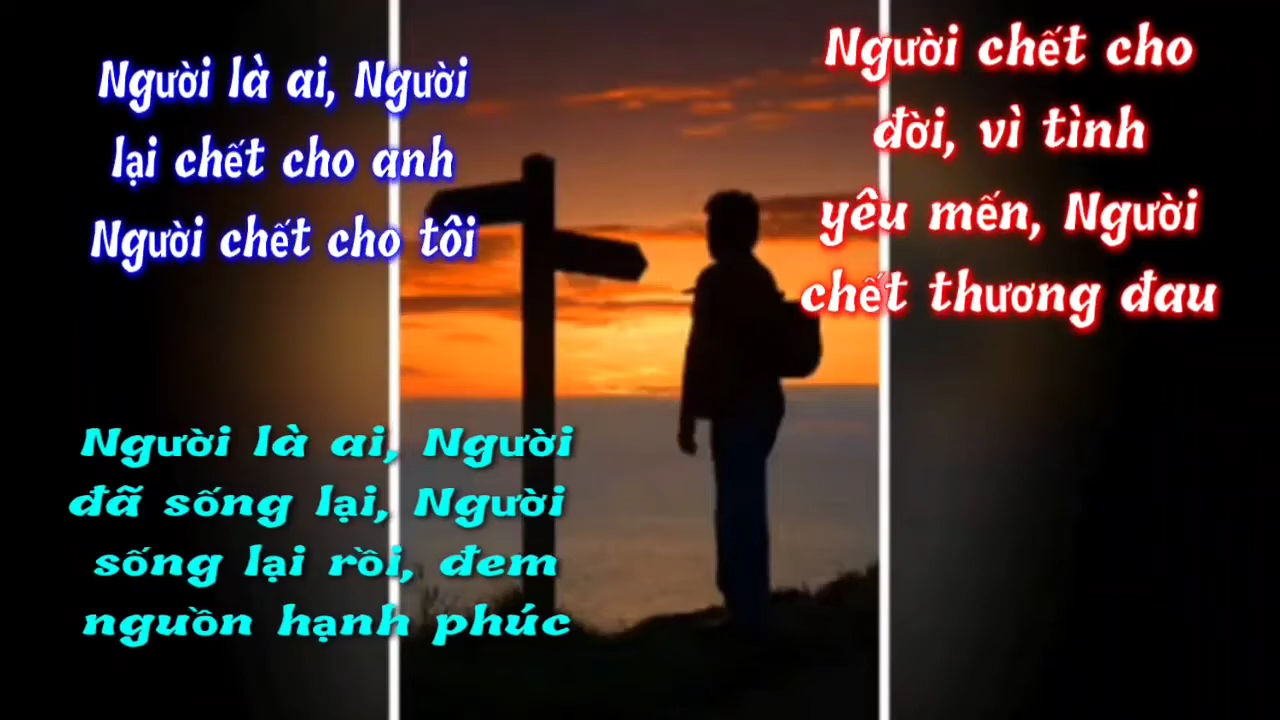 Người là ai, Người
lại chết cho anh
Người chết cho tôi
Người chết cho
đời, vì tình
yêu mến, Người
chết thương đau
Người là ai, Người
đã sống lại, Người
sống lại rồi, đem
nguồn hạnh phúc